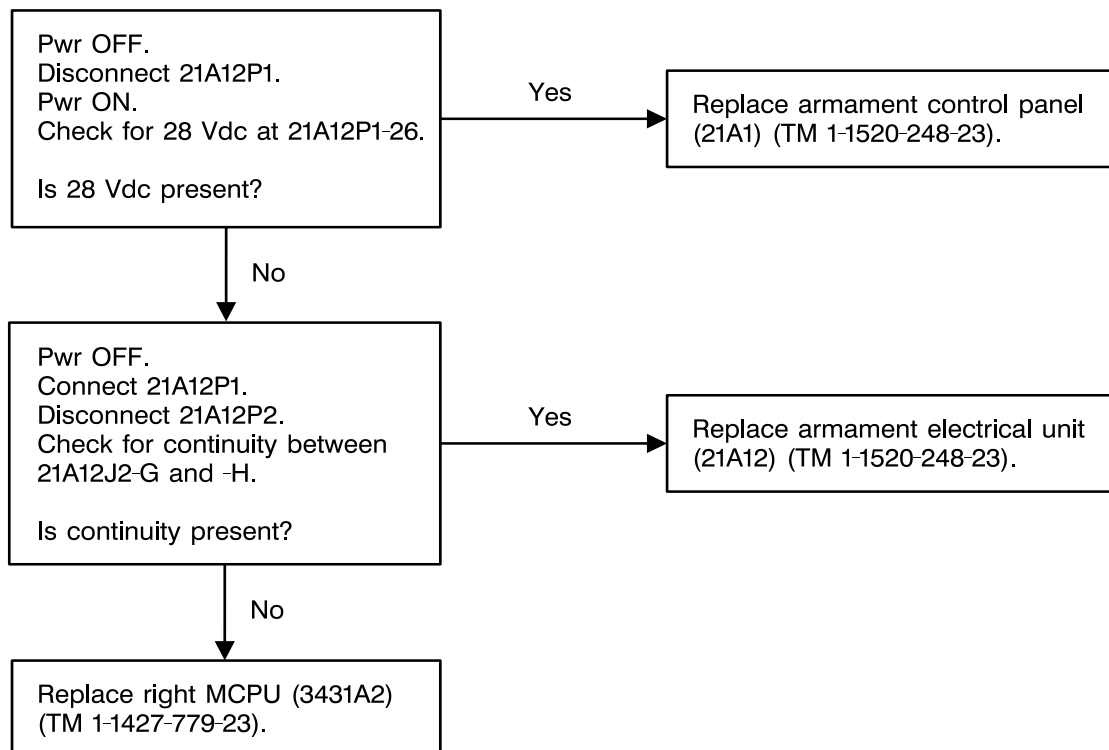 Pwr OFF.
Disconnect 21A12P1.
Pwr ON.
Check for 28 Vdc at 21A12P1-26.
Is 28 Vdc present?
Yes
Replace armament control panel
(21A1) (TM 1-1520-248-23).
No
Pwr OFF.
Connect 21A12P1.
Disconnect 21A12P2.
Check for continuity between
21A12J2-G and -H.
Is continuity present?
Yes
Replace armament electrical unit
(21A12) (TM 1-1520-248-23).
No
Replace right MCPU (3431A2)
(TM 1-1427-779-23).